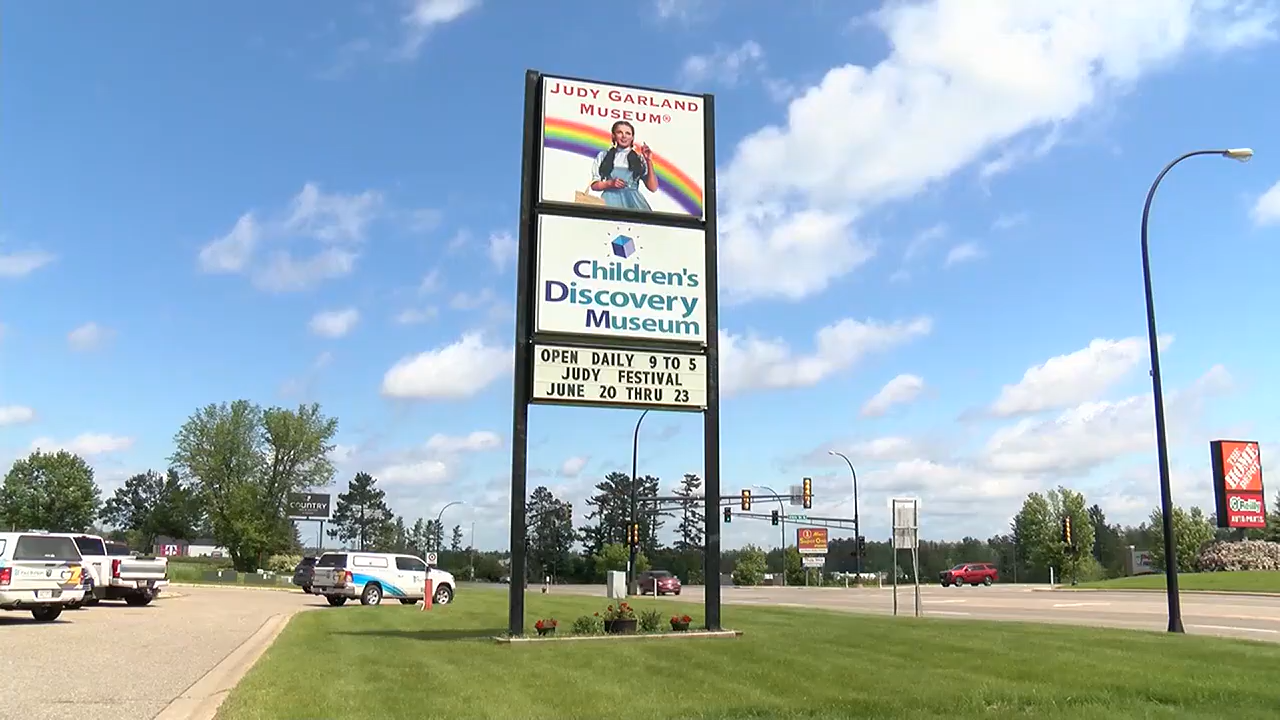 JUDY GARLAND
MUSEUM®
Children's
Discovery
Museum
OPEN DAILY 9 TO 5
JUDY FESTIVAL
JUNE 20 THRU 23
COUNTRY
THE
HOME
DEPOT
O'Reilly
AUTO PARTS